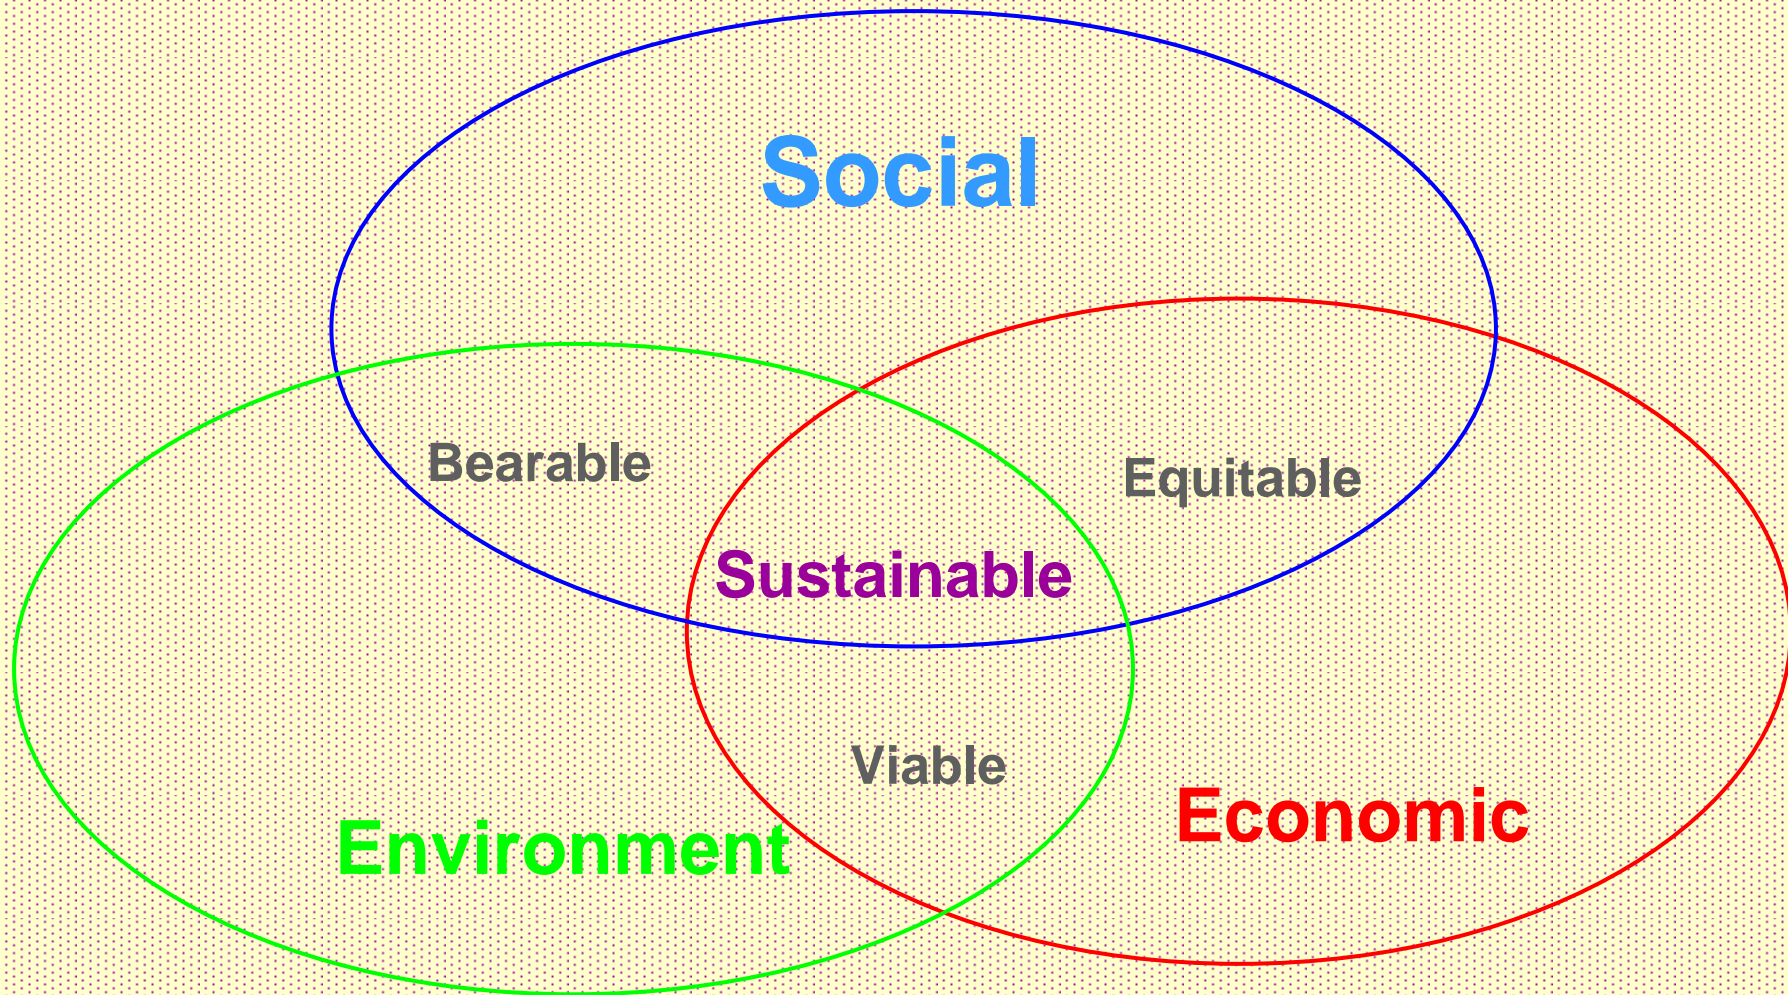 Social
Bearable
Equitable
Sustainable
Viable
Economic
Environment